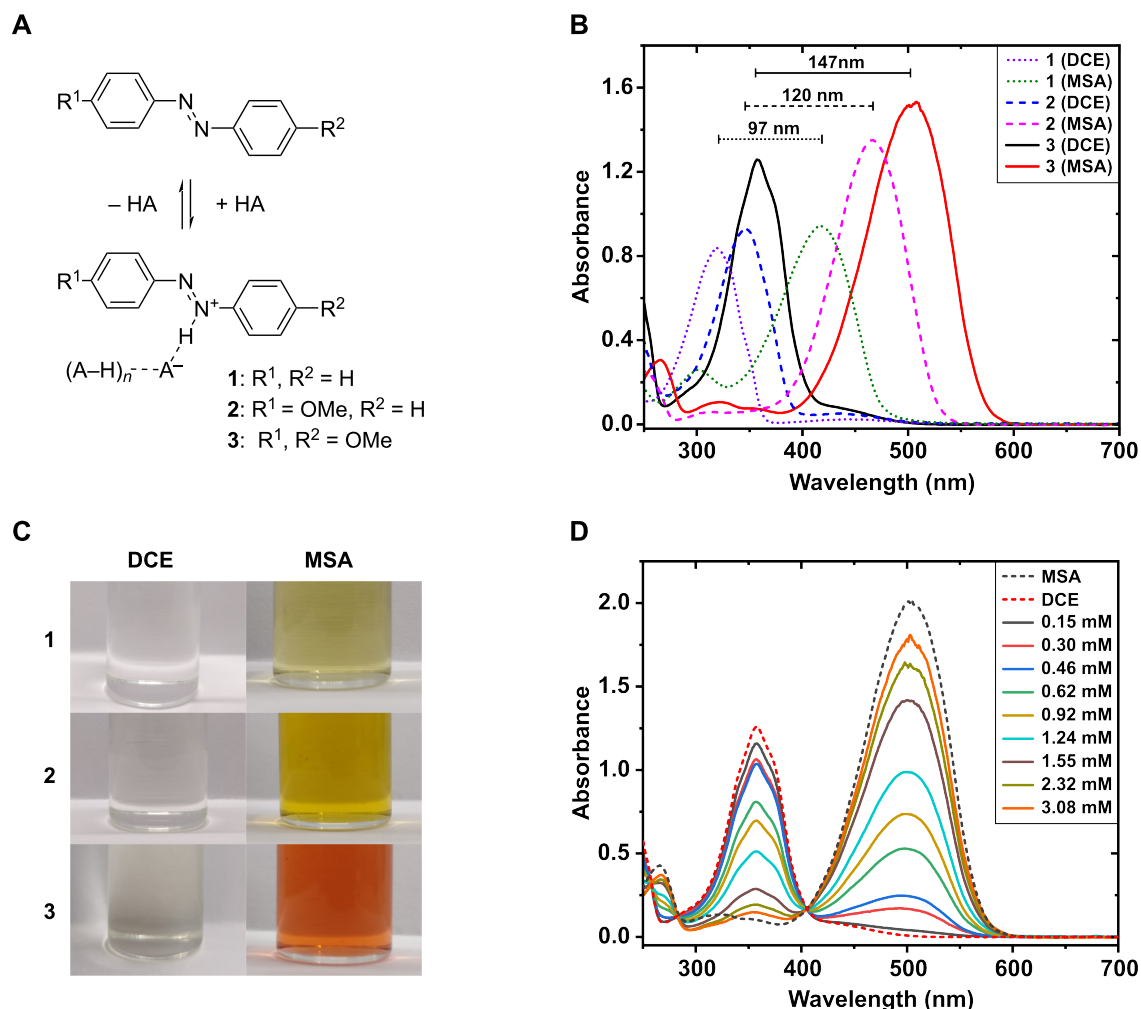 A
R¹
N
N
R²
– HA
+ HA
R¹
N
N⁺
R²
H
(A–H)ₙ---A⁻
1: R¹, R² = H
2: R¹ = OMe, R² = H
3: R¹, R² = OMe
B
147nm
120 nm
97 nm
1 (DCE)
1 (MSA)
2 (DCE)
2 (MSA)
3 (DCE)
3 (MSA)
1.6
1.2
0.8
0.4
0.0
Absorbance
300 400 500 600 700
Wavelength (nm)
C
DCE MSA
1
2
3
D
MSA
DCE
0.15 mM
0.30 mM
0.46 mM
0.62 mM
0.92 mM
1.24 mM
1.55 mM
2.32 mM
3.08 mM
2.0
1.5
1.0
0.5
0.0
Absorbance
300 400 500 600 700
Wavelength (nm)